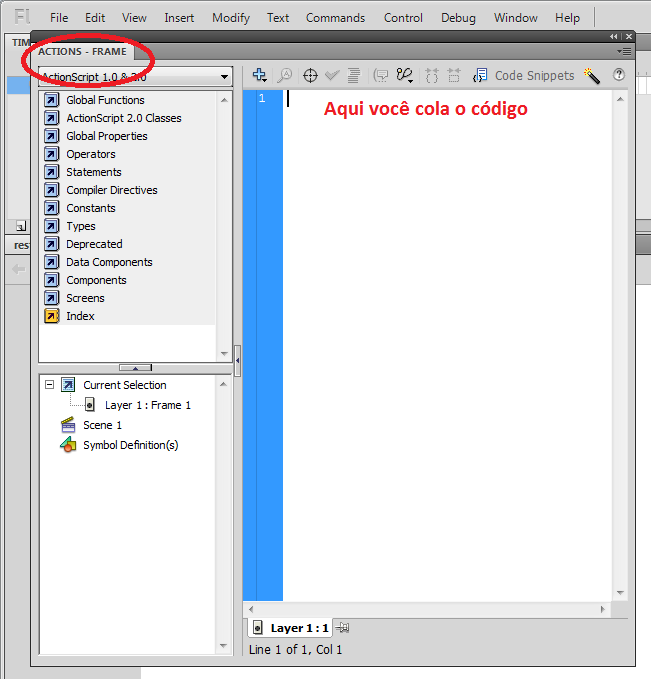 FL File Edit View Insert Modify Text Commands Control Debug Window Help
TIM
ACTIONS - FRAME
ActionScript 1.0 & 2.0
Code Snippets
Global Functions
ActionScript 2.0 Classes
Global Properties
Operators
Statements
Compiler Directives
Constants
Types
Deprecated
Data Components
Components
Screens
Index
1
Aqui você cola o código
res
Current Selection
Layer 1 : Frame 1
Scene 1
Symbol Definition(s)
Layer 1 : 1
Line 1 of 1, Col 1